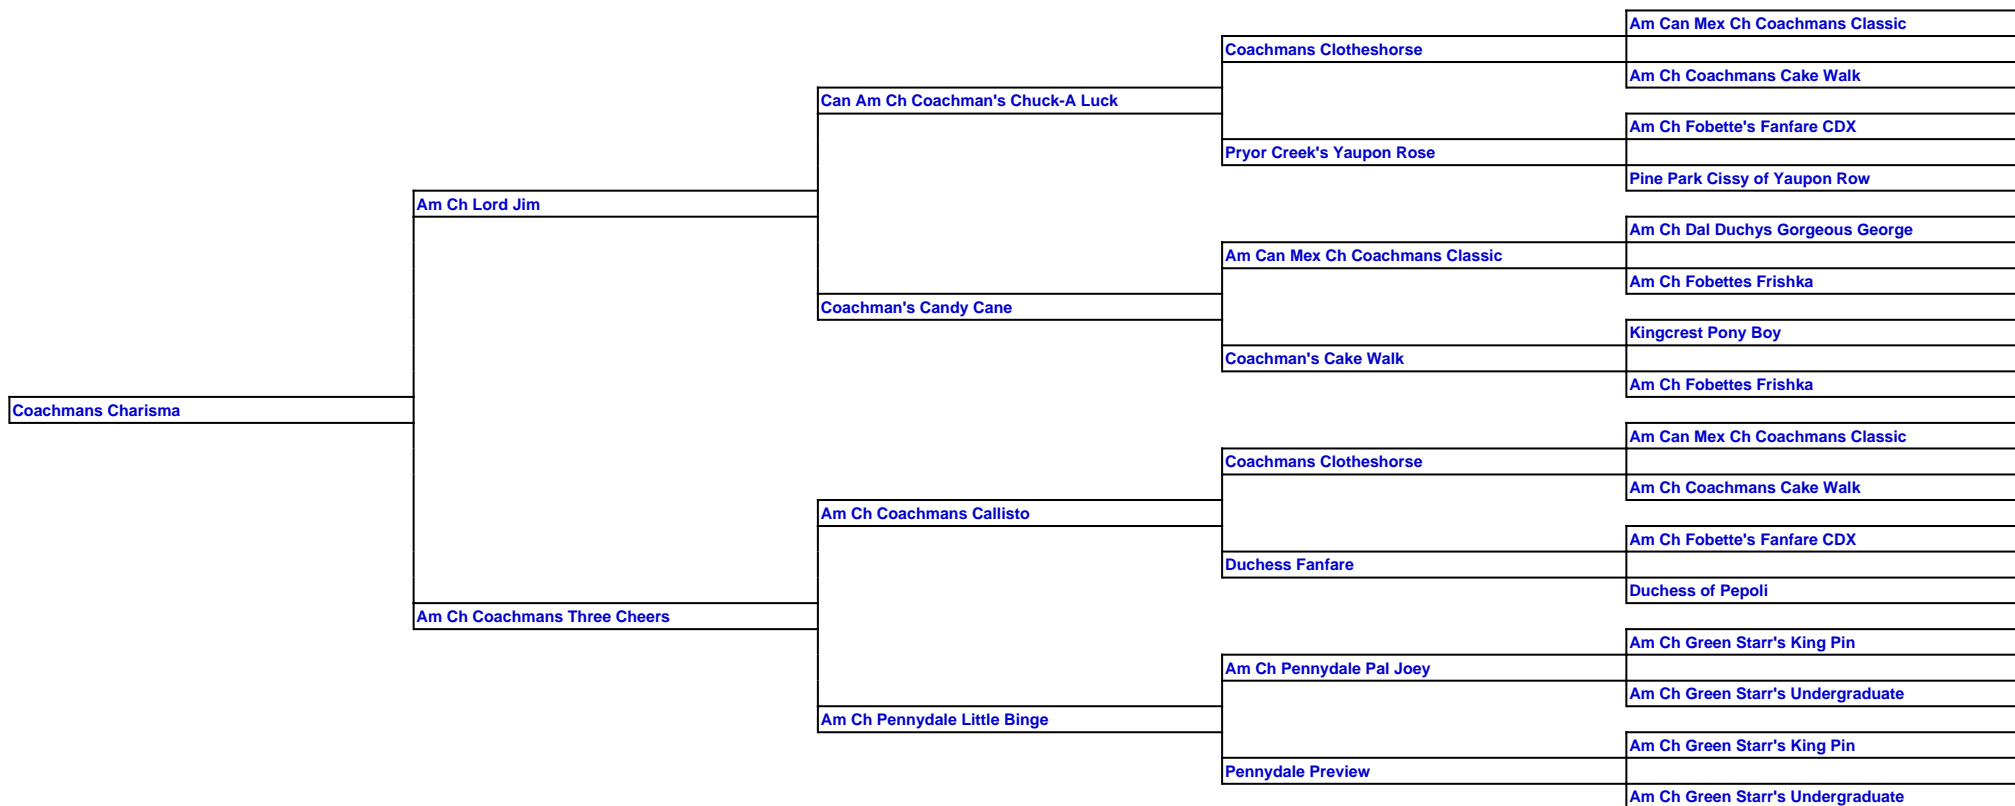 Am Can Mex Ch Coachmans Classic
Coachmans Clotheshorse
Am Ch Coachmans Cake Walk
Can Am Ch Coachman's Chuck-A Luck
Am Ch Fobette's Fanfare CDX
Pryor Creek's Yaupon Rose
Pine Park Cissy of Yaupon Row
Am Ch Lord Jim
Am Ch Dal Duchys Gorgeous George
Am Can Mex Ch Coachmans Classic
Am Ch Fobettes Frishka
Coachman's Candy Cane
Kingcrest Pony Boy
Coachman's Cake Walk
Am Ch Fobettes Frishka
Coachmans Charisma
Am Can Mex Ch Coachmans Classic
Coachmans Clotheshorse
Am Ch Coachmans Cake Walk
Am Ch Coachmans Callisto
Am Ch Fobette's Fanfare CDX
Duchess Fanfare
Duchess of Pepoli
Am Ch Coachmans Three Cheers
Am Ch Green Starr's King Pin
Am Ch Pennydale Pal Joey
Am Ch Green Starr's Undergraduate
Am Ch Pennydale Little Binge
Am Ch Green Starr's King Pin
Pennydale Preview
Am Ch Green Starr's Undergraduate